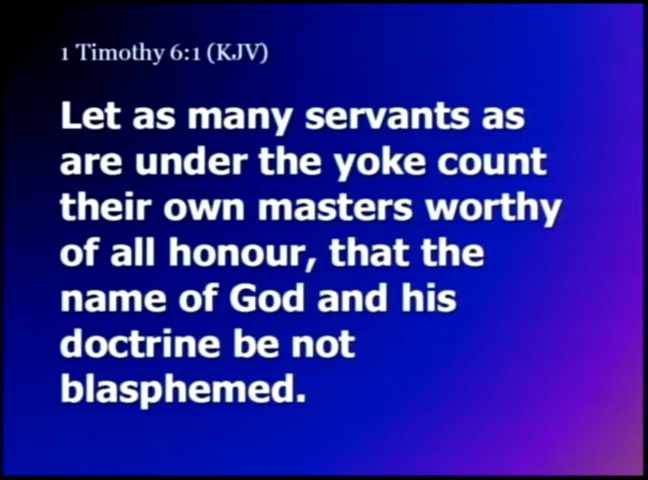 1 Timothy 6:1 (KJV)
Let as many servants as
are under the yoke count
their own masters worthy
of all honour, that the
name of God and his
doctrine be not
blasphemed.